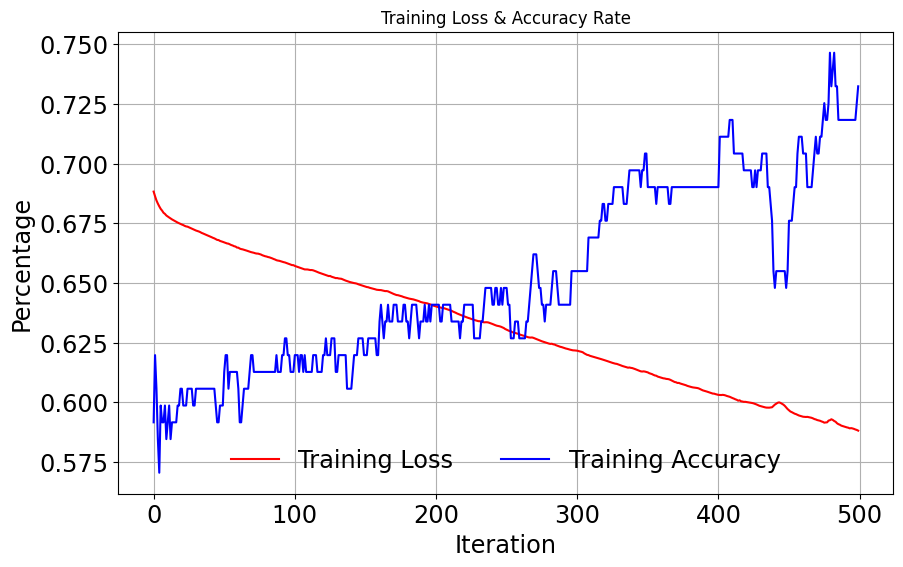 Training Loss & Accuracy Rate
0.750
0.725
0.700
0.675
0.650
0.625
0.600
0.575
Percentage
Training Loss
Training Accuracy
0 100 200 300 400 500
Iteration